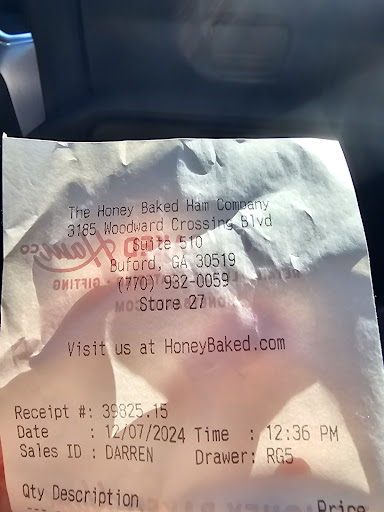 The Honey Baked Ham Company
3185 Woodward Crossing Blvd
Suite 510
Buford, GA 30519
(770) 932-0059
Store 27
Visit us at HoneyBaked.com
Receipt #: 39825.15
Date : 12/07/2024 Time : 12:36 PM
Sales ID : DARREN Drawer: RG5
Qty Description Price